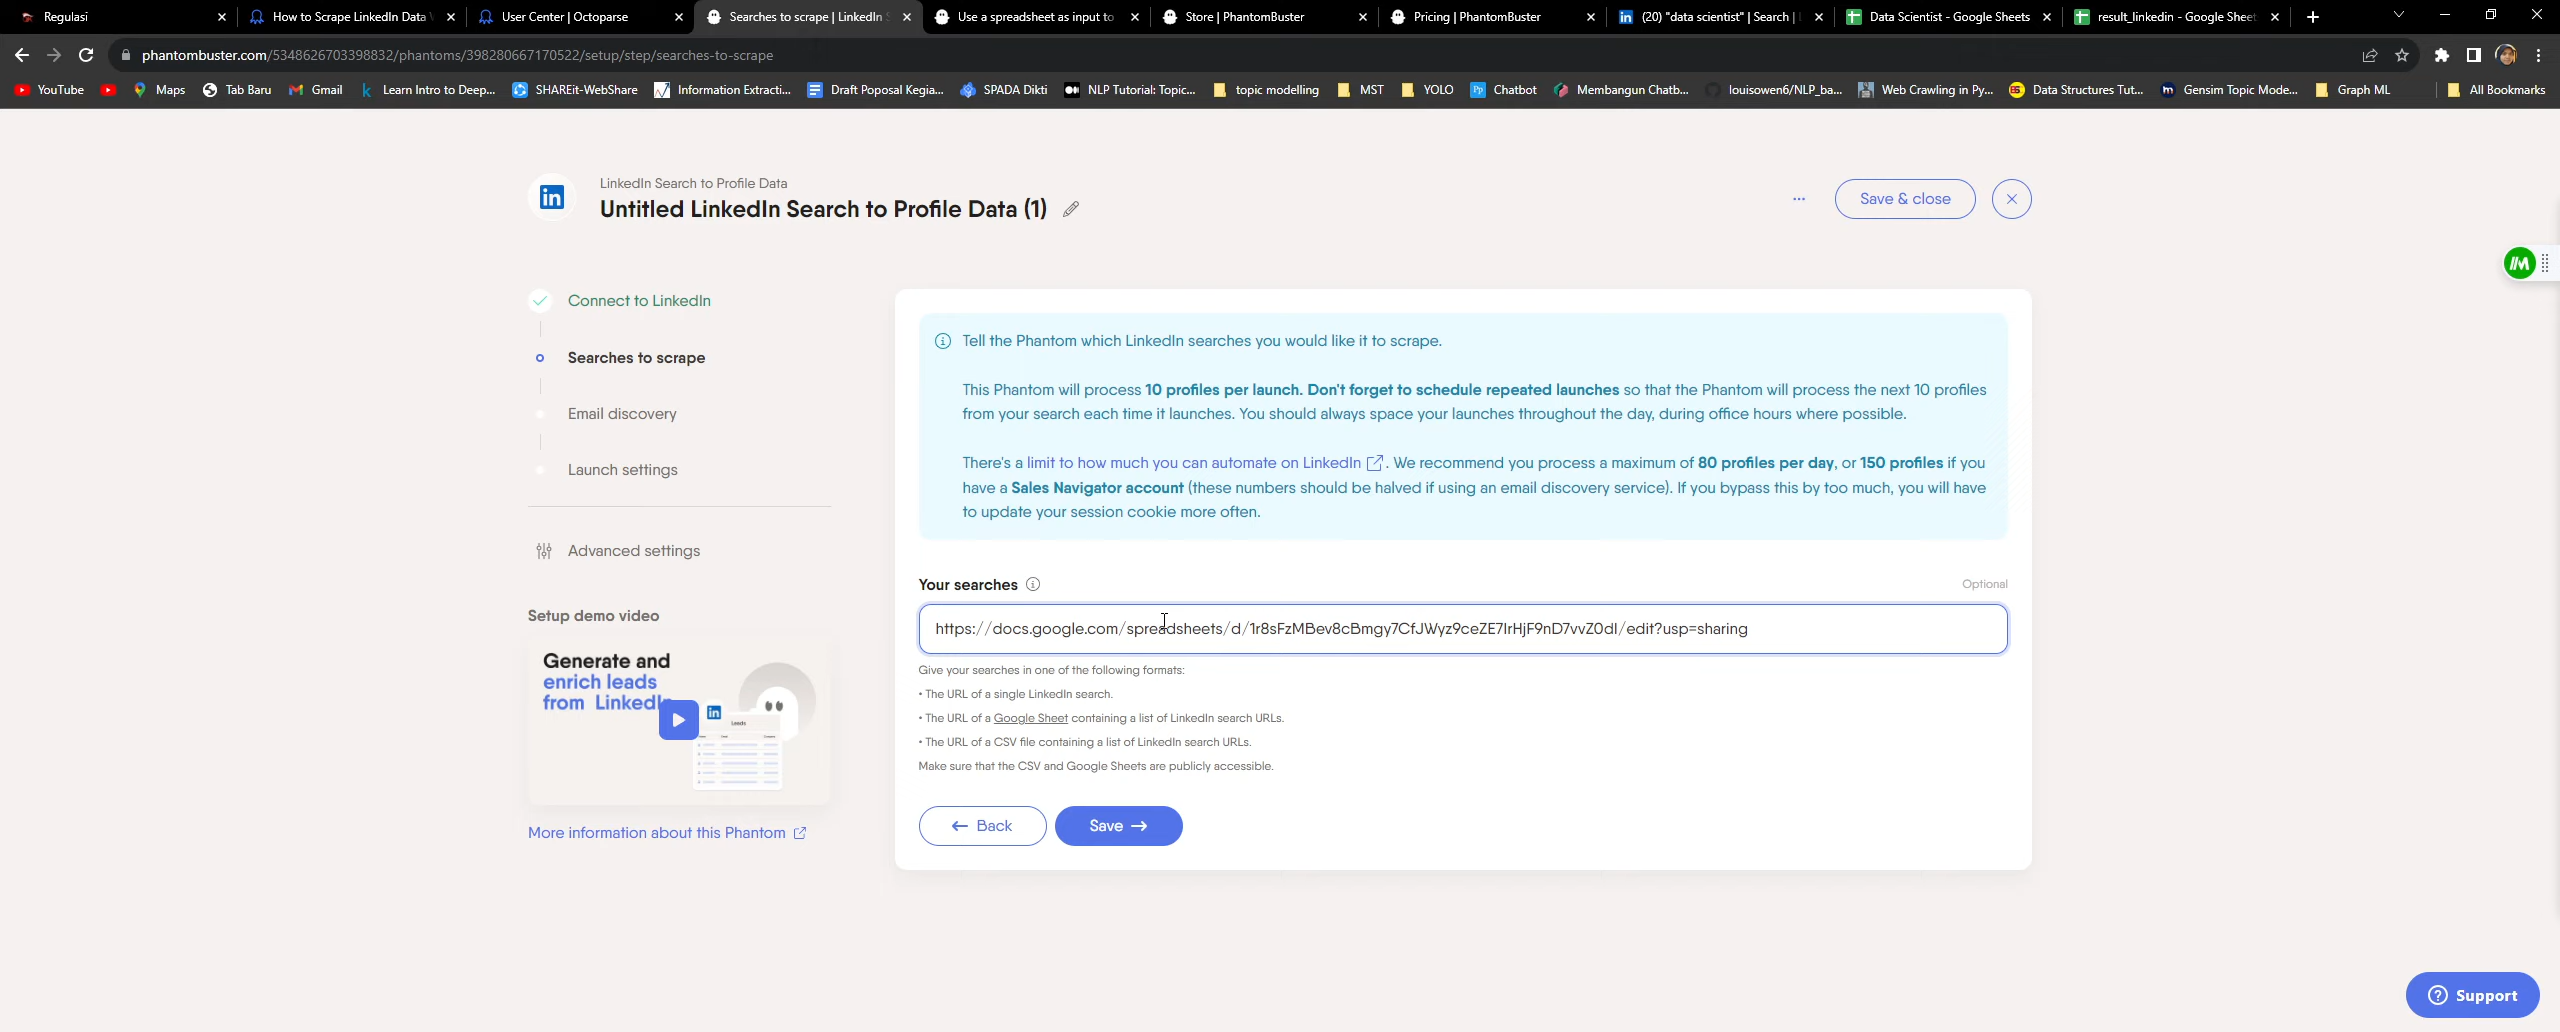 Regulasi
How to Scrape LinkedIn Data
User Center | Octoparse
Searches to scrape | LinkedIn S
Use a spreadsheet as input to
Store | PhantomBuster
Pricing | PhantomBuster
(20) "data scientist" | Search |
Data Scientist - Google Sheets
result_linkedin - Google Sheet
phantombuster.com/5348626703398832/phantoms/398280667170522/setup/step/searches-to-scrape
YouTube
Maps
Tab Baru
Gmail
Learn Intro to Deep...
SHAREit-WebShare
Information Extracti...
Draft Poposal Kegia...
SPADA Dikti
NLP Tutorial: Topic...
topic modelling
MST
YOLO
Chatbot
Membangun Chatb...
louisowen6/NLP_ba...
Web Crawling in Py...
Data Structures Tut...
Gensim Topic Mode...
Graph ML
All Bookmarks
LinkedIn Search to Profile Data
Untitled LinkedIn Search to Profile Data (1)
...
Save & close
Connect to LinkedIn
Searches to scrape
Email discovery
Launch settings
Advanced settings
Setup demo video
Generate and
enrich leads
from LinkedIn
Leads
More information about this Phantom
Tell the Phantom which LinkedIn searches you would like it to scrape.
This Phantom will process 10 profiles per launch. Don't forget to schedule repeated launches so that the Phantom will process the next 10 profiles
from your search each time it launches. You should always space your launches throughout the day, during office hours where possible.
There's a limit to how much you can automate on LinkedIn. We recommend you process a maximum of 80 profiles per day, or 150 profiles if you
have a Sales Navigator account (these numbers should be halved if using an email discovery service). If you bypass this by too much, you will have
to update your session cookie more often.
Your searches
Optional
https://docs.google.com/spreadsheets/d/1r8sFzMBev8cBmgy7CfJWyz9ceZE7IrHjF9nD7vvZ0dI/edit?usp=sharing
Give your searches in one of the following formats:
• The URL of a single LinkedIn search.
• The URL of a Google Sheet containing a list of LinkedIn search URLs.
• The URL of a CSV file containing a list of LinkedIn search URLs.
Make sure that the CSV and Google Sheets are publicly accessible.
← Back
Save →
Support